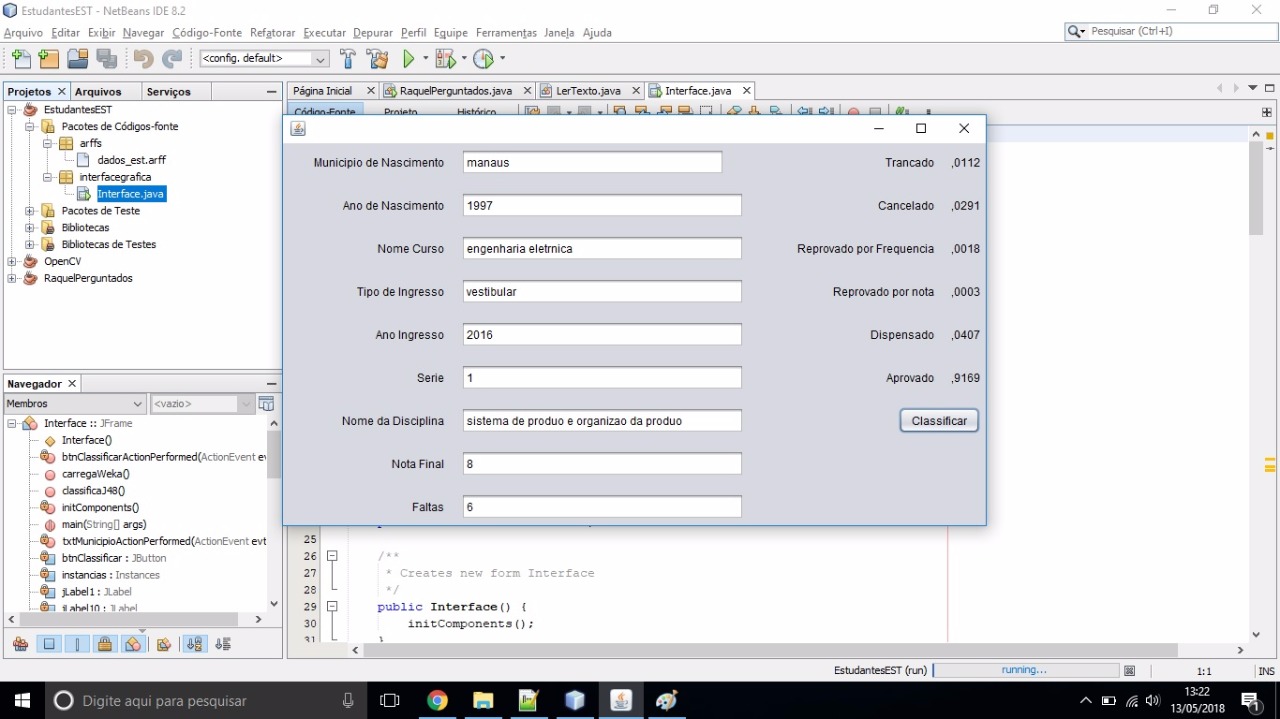 EstudantesEST - NetBeans IDE 8.2
Arquivo Editar Exibir Navegar Código-Fonte Refatorar Executar Depurar Perfil Equipe Ferramentas Janela Ajuda
Pesquisar (Ctrl+I)
<config. default>
Projetos Arquivos Serviços
Página Inicial RaquelPerguntados.java LerTexto.java Interface.java
Código-Fonte Projeto Histórico
EstudantesEST
Pacotes de Códigos-fonte
arffs
dados_est.arff
interfacegrafica
Interface.java
Pacotes de Teste
Bibliotecas
Bibliotecas de Testes
OpenCV
RaquelPerguntados
Municipio de Nascimento manaus Trancado ,0112
Ano de Nascimento 1997 Cancelado ,0291
Nome Curso engenharia eletrnica Reprovado por Frequencia ,0018
Tipo de Ingresso vestibular Reprovado por nota ,0003
Ano Ingresso 2016 Dispensado ,0407
Serie 1 Aprovado ,9169
Nome da Disciplina sistema de produo e organizao da produo Classificar
Nota Final 8
Faltas 6
Navegador
Membros <vazio>
Interface :: JFrame
Interface()
btnClassificarActionPerformed(ActionEvent ev
carregaWeka()
classificaJ48()
initComponents()
main(String[] args)
txtMunicipioActionPerformed(ActionEvent evt
btnClassificar : JButton
instancias : Instances
jLabel1 : JLabel
jLabel10 : JLabel
25
26 /**
27 * Creates new form Interface
28 */
29 public Interface() {
30 initComponents();
31 }
EstudantesEST (run) running... 1:1 INS
Digite aqui para pesquisar
13:22
13/05/2018
1